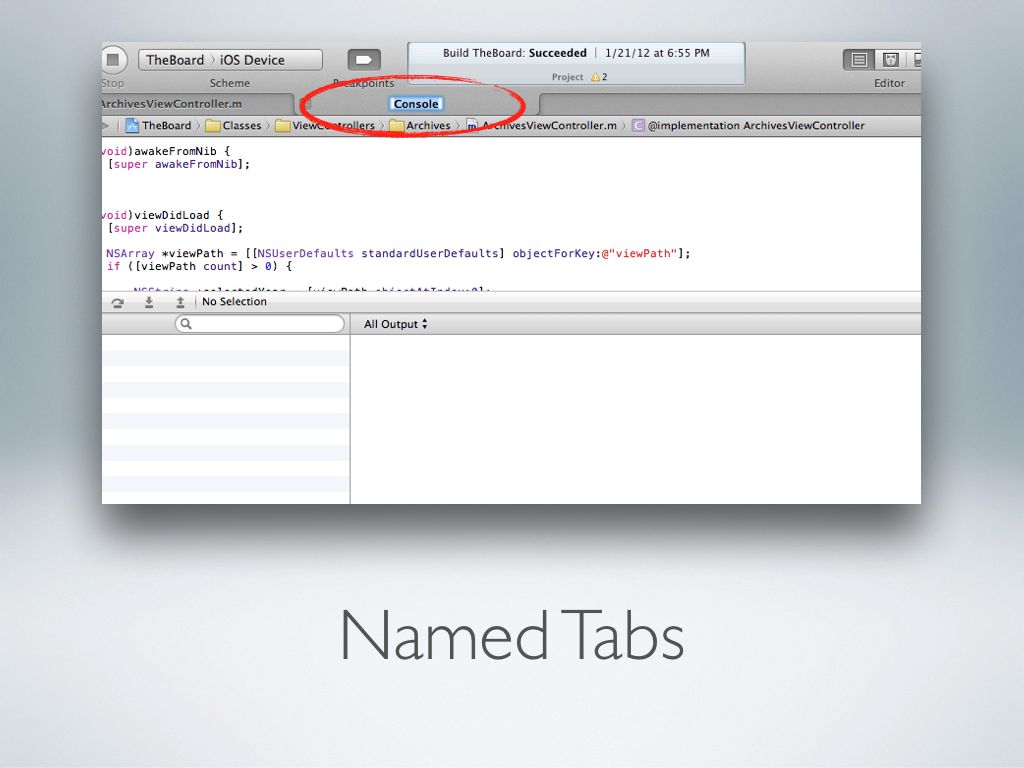 TheBoard 〉 iOS Device
Build TheBoard: Succeeded | 1/21/12 at 6:55 PM
Project 2
Stop
Scheme
Breakpoints
Editor
ArchivesViewController.m
Console
TheBoard 〉 Classes 〉 ViewControllers 〉 Archives 〉 m ArchivesViewController.m 〉 C @implementation ArchivesViewController
void)awakeFromNib {
[super awakeFromNib];
void)viewDidLoad {
[super viewDidLoad];
NSArray *viewPath = [[NSUserDefaults standardUserDefaults] objectForKey:@"viewPath"];
if ([viewPath count] > 0) {
No Selection
All Output
Named Tabs